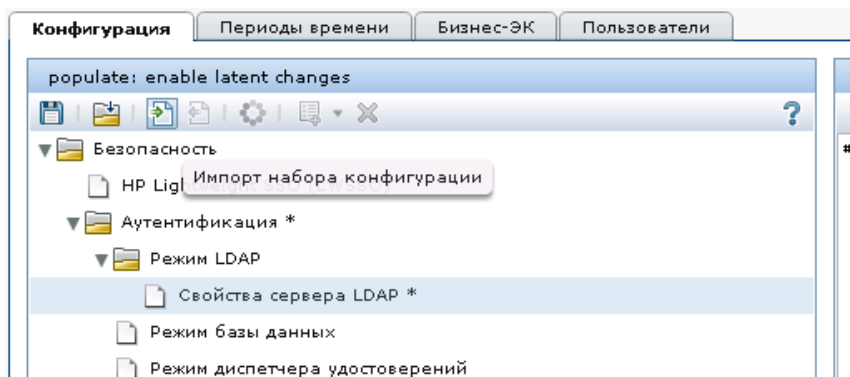 Конфигурация Периоды времени Бизнес-ЭК Пользователи
populate: enable latent changes
?
Безопасность
#
Импорт набора конфигурации
HP Lig
Аутентификация *
Режим LDAP
Свойства сервера LDAP *
Режим базы данных
Режим диспетчера удостоверений